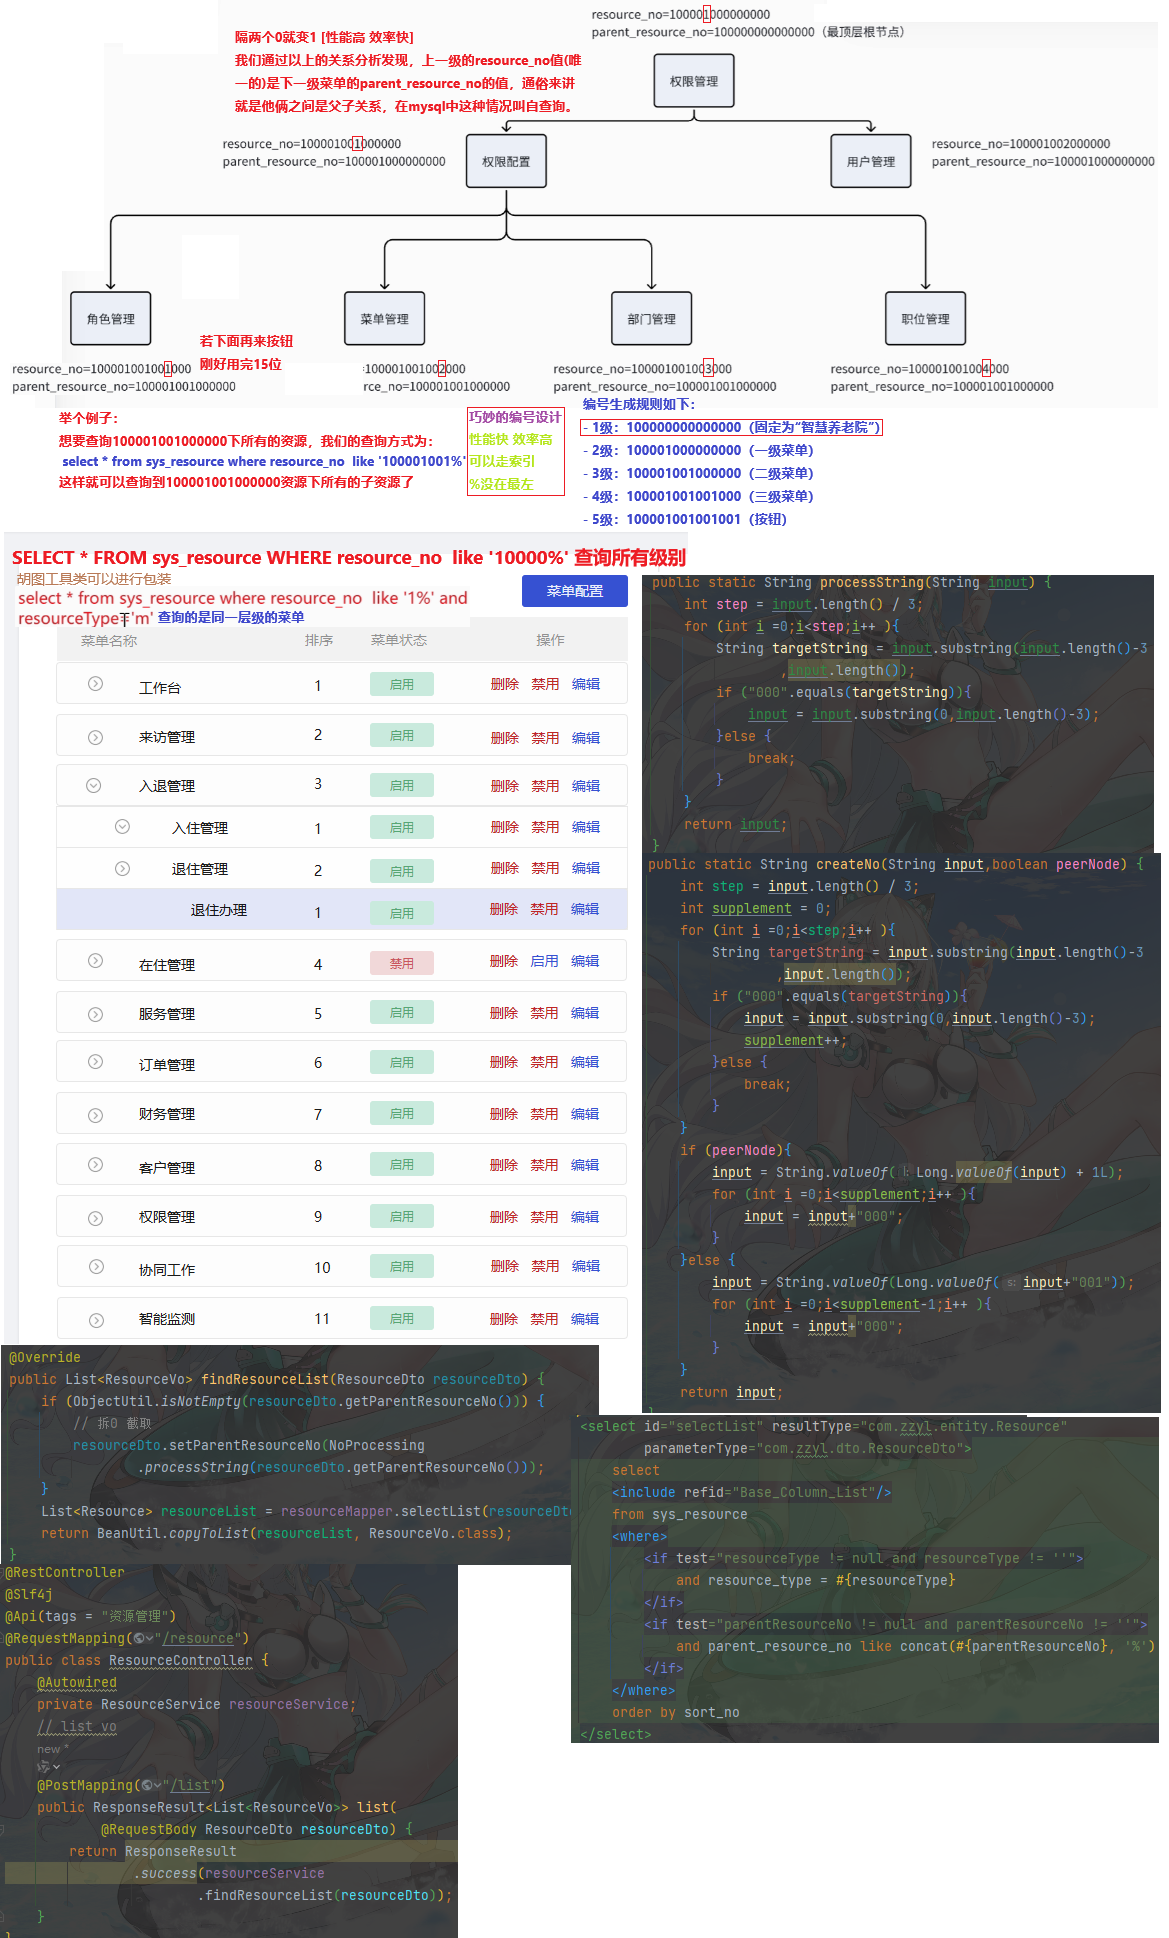 resource_no=100001000000000
parent_resource_no=100000000000000（最顶层根节点）
隔两个0就变1 [性能高 效率快]
我们通过以上的关系分析发现，上一级的resource_no值(唯
一的)是下一级菜单的parent_resource_no的值，通俗来讲
就是他俩之间是父子关系，在mysql中这种情况叫自查询。
权限管理
resource_no=100001001000000
parent_resource_no=100001000000000
权限配置
用户管理
resource_no=100001002000000
parent_resource_no=100001000000000
角色管理
菜单管理
部门管理
职位管理
若下面再来按钮
刚好用完15位
resource_no=100001001001000
parent_resource_no=100001001000000
=100001001002000
rce_no=100001001000000
resource_no=100001001003000
parent_resource_no=100001001000000
resource_no=100001001004000
parent_resource_no=100001001000000
举个例子：
想要查询100001001000000下所有的资源，我们的查询方式为：
select * from sys_resource where resource_no  like '100001001%'
这样就可以查询到100001001000000资源下所有的子资源了
巧妙的编号设计
性能快 效率高
可以走索引
%没在最左
编号生成规则如下：
- 1级：100000000000000（固定为“智慧养老院”）
- 2级：100001000000000（一级菜单）
- 3级：100001001000000（二级菜单）
- 4级：100001001001000（三级菜单）
- 5级：100001001001001（按钮）
SELECT * FROM sys_resource WHERE resource_no  like '10000%' 查询所有级别
胡图工具类可以进行包装
select * from sys_resource where resource_no  like '1%' and
resourceType='m' 查询的是同一层级的菜单
菜单配置
菜单名称 排序 菜单状态 操作
工作台 1 启用 删除 禁用 编辑
来访管理 2 启用 删除 禁用 编辑
入退管理 3 启用 删除 禁用 编辑
入住管理 1 启用 删除 禁用 编辑
退住管理 2 启用 删除 禁用 编辑
退住办理 1 启用 删除 禁用 编辑
在住管理 4 禁用 删除 启用 编辑
服务管理 5 启用 删除 禁用 编辑
订单管理 6 启用 删除 禁用 编辑
财务管理 7 启用 删除 禁用 编辑
客户管理 8 启用 删除 禁用 编辑
权限管理 9 启用 删除 禁用 编辑
协同工作 10 启用 删除 禁用 编辑
智能监测 11 启用 删除 禁用 编辑
public static String processString(String input) {
int step = input.length() / 3;
for (int i =0;i<step;i++ ){
String targetString = input.substring(input.length()-3
,input.length());
if ("000".equals(targetString)){
input = input.substring(0,input.length()-3);
}else {
break;
}
}
return input;
}
public static String createNo(String input,boolean peerNode) {
int step = input.length() / 3;
int supplement = 0;
for (int i =0;i<step;i++ ){
String targetString = input.substring(input.length()-3
,input.length());
if ("000".equals(targetString)){
input = input.substring(0,input.length()-3);
supplement++;
}else {
break;
}
}
if (peerNode){
input = String.valueOf( l: Long.valueOf(input) + 1L);
for (int i =0;i<supplement;i++ ){
input = input+"000";
}
}else {
input = String.valueOf(Long.valueOf( s: input+"001"));
for (int i =0;i<supplement-1;i++ ){
input = input+"000";
}
}
return input;
@Override
public List<ResourceVo> findResourceList(ResourceDto resourceDto) {
if (ObjectUtil.isNotEmpty(resourceDto.getParentResourceNo())) {
// 拆0 截取
resourceDto.setParentResourceNo(NoProcessing
.processString(resourceDto.getParentResourceNo()));
}
List<Resource> resourceList = resourceMapper.selectList(resourceDto
return BeanUtil.copyToList(resourceList, ResourceVo.class);
}
<select id="selectList" resultType="com.zzyl.entity.Resource"
parameterType="com.zzyl.dto.ResourceDto">
select
<include refid="Base_Column_List"/>
from sys_resource
<where>
<if test="resourceType != null and resourceType != ''">
and resource_type = #{resourceType}
</if>
<if test="parentResourceNo != null and parentResourceNo != ''">
and parent_resource_no like concat(#{parentResourceNo}, '%')
</if>
</where>
order by sort_no
</select>
@RestController
@Slf4j
@Api(tags = "资源管理")
@RequestMapping("/resource")
public class ResourceController {
@Autowired
private ResourceService resourceService;
// list vo
new *
@PostMapping("/list")
public ResponseResult<List<ResourceVo>> list(
@RequestBody ResourceDto resourceDto) {
return ResponseResult
.success(resourceService
.findResourceList(resourceDto));
}